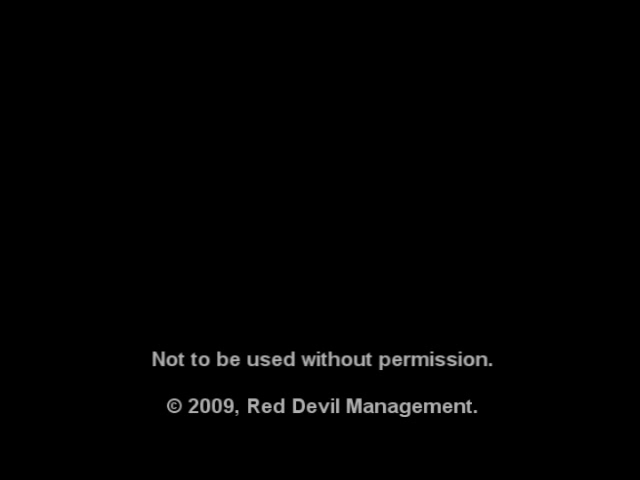 Not to be used without permission.
© 2009, Red Devil Management.